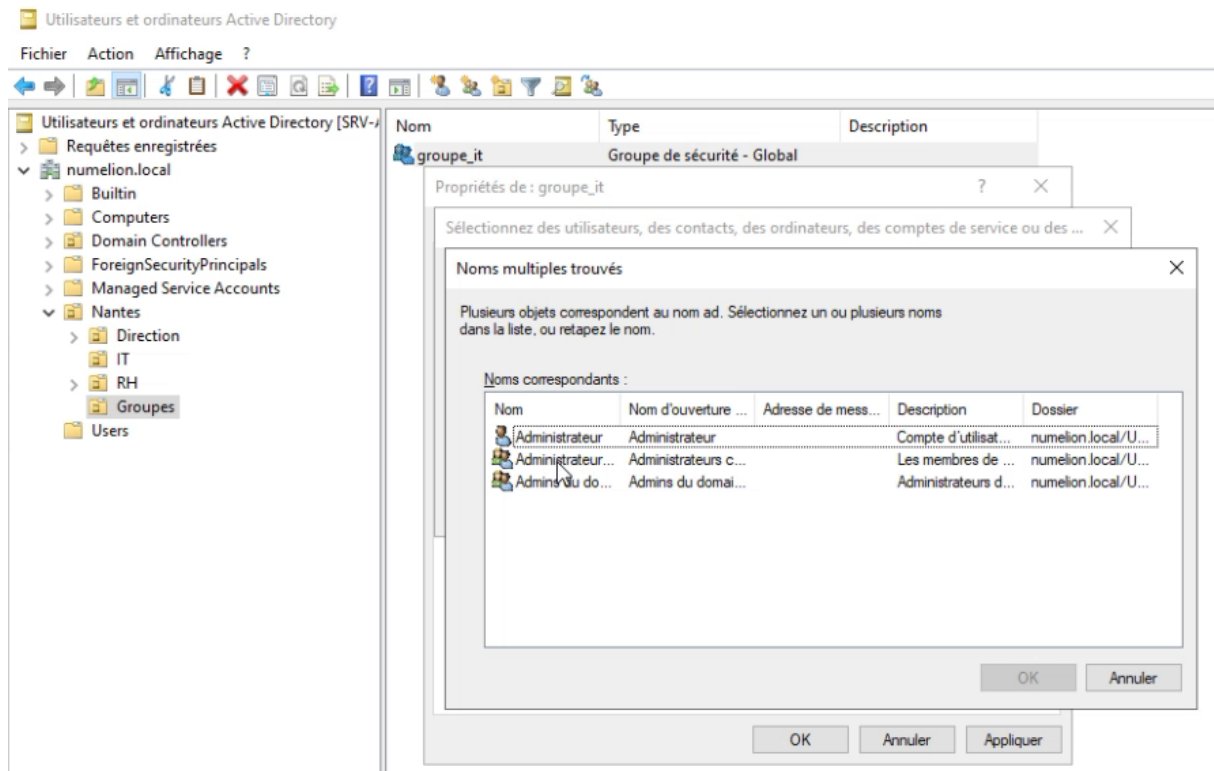 Utilisateurs et ordinateurs Active Directory
Fichier Action Affichage ?
Utilisateurs et ordinateurs Active Directory [SRV-A
Requêtes enregistrées
numelion.local
Builtin
Computers
Domain Controllers
ForeignSecurityPrincipals
Managed Service Accounts
Nantes
Direction
IT
RH
Groupes
Users
Nom Type Description
groupe_it Groupe de sécurité - Global
Propriétés de : groupe_it ?
Sélectionnez des utilisateurs, des contacts, des ordinateurs, des comptes de service ou des ...
Noms multiples trouvés
Plusieurs objets correspondent au nom ad. Sélectionnez un ou plusieurs noms
dans la liste, ou retapez le nom.
Noms correspondants :
Nom Nom d'ouverture ... Adresse de mess... Description Dossier
Administrateur Administrateur Compte d'utilisat... numelion.local/U...
Administrateur... Administrateurs c... Les membres de ... numelion.local/U...
Admins du do... Admins du domai... Administrateurs d... numelion.local/U...
OK Annuler
OK Annuler Appliquer